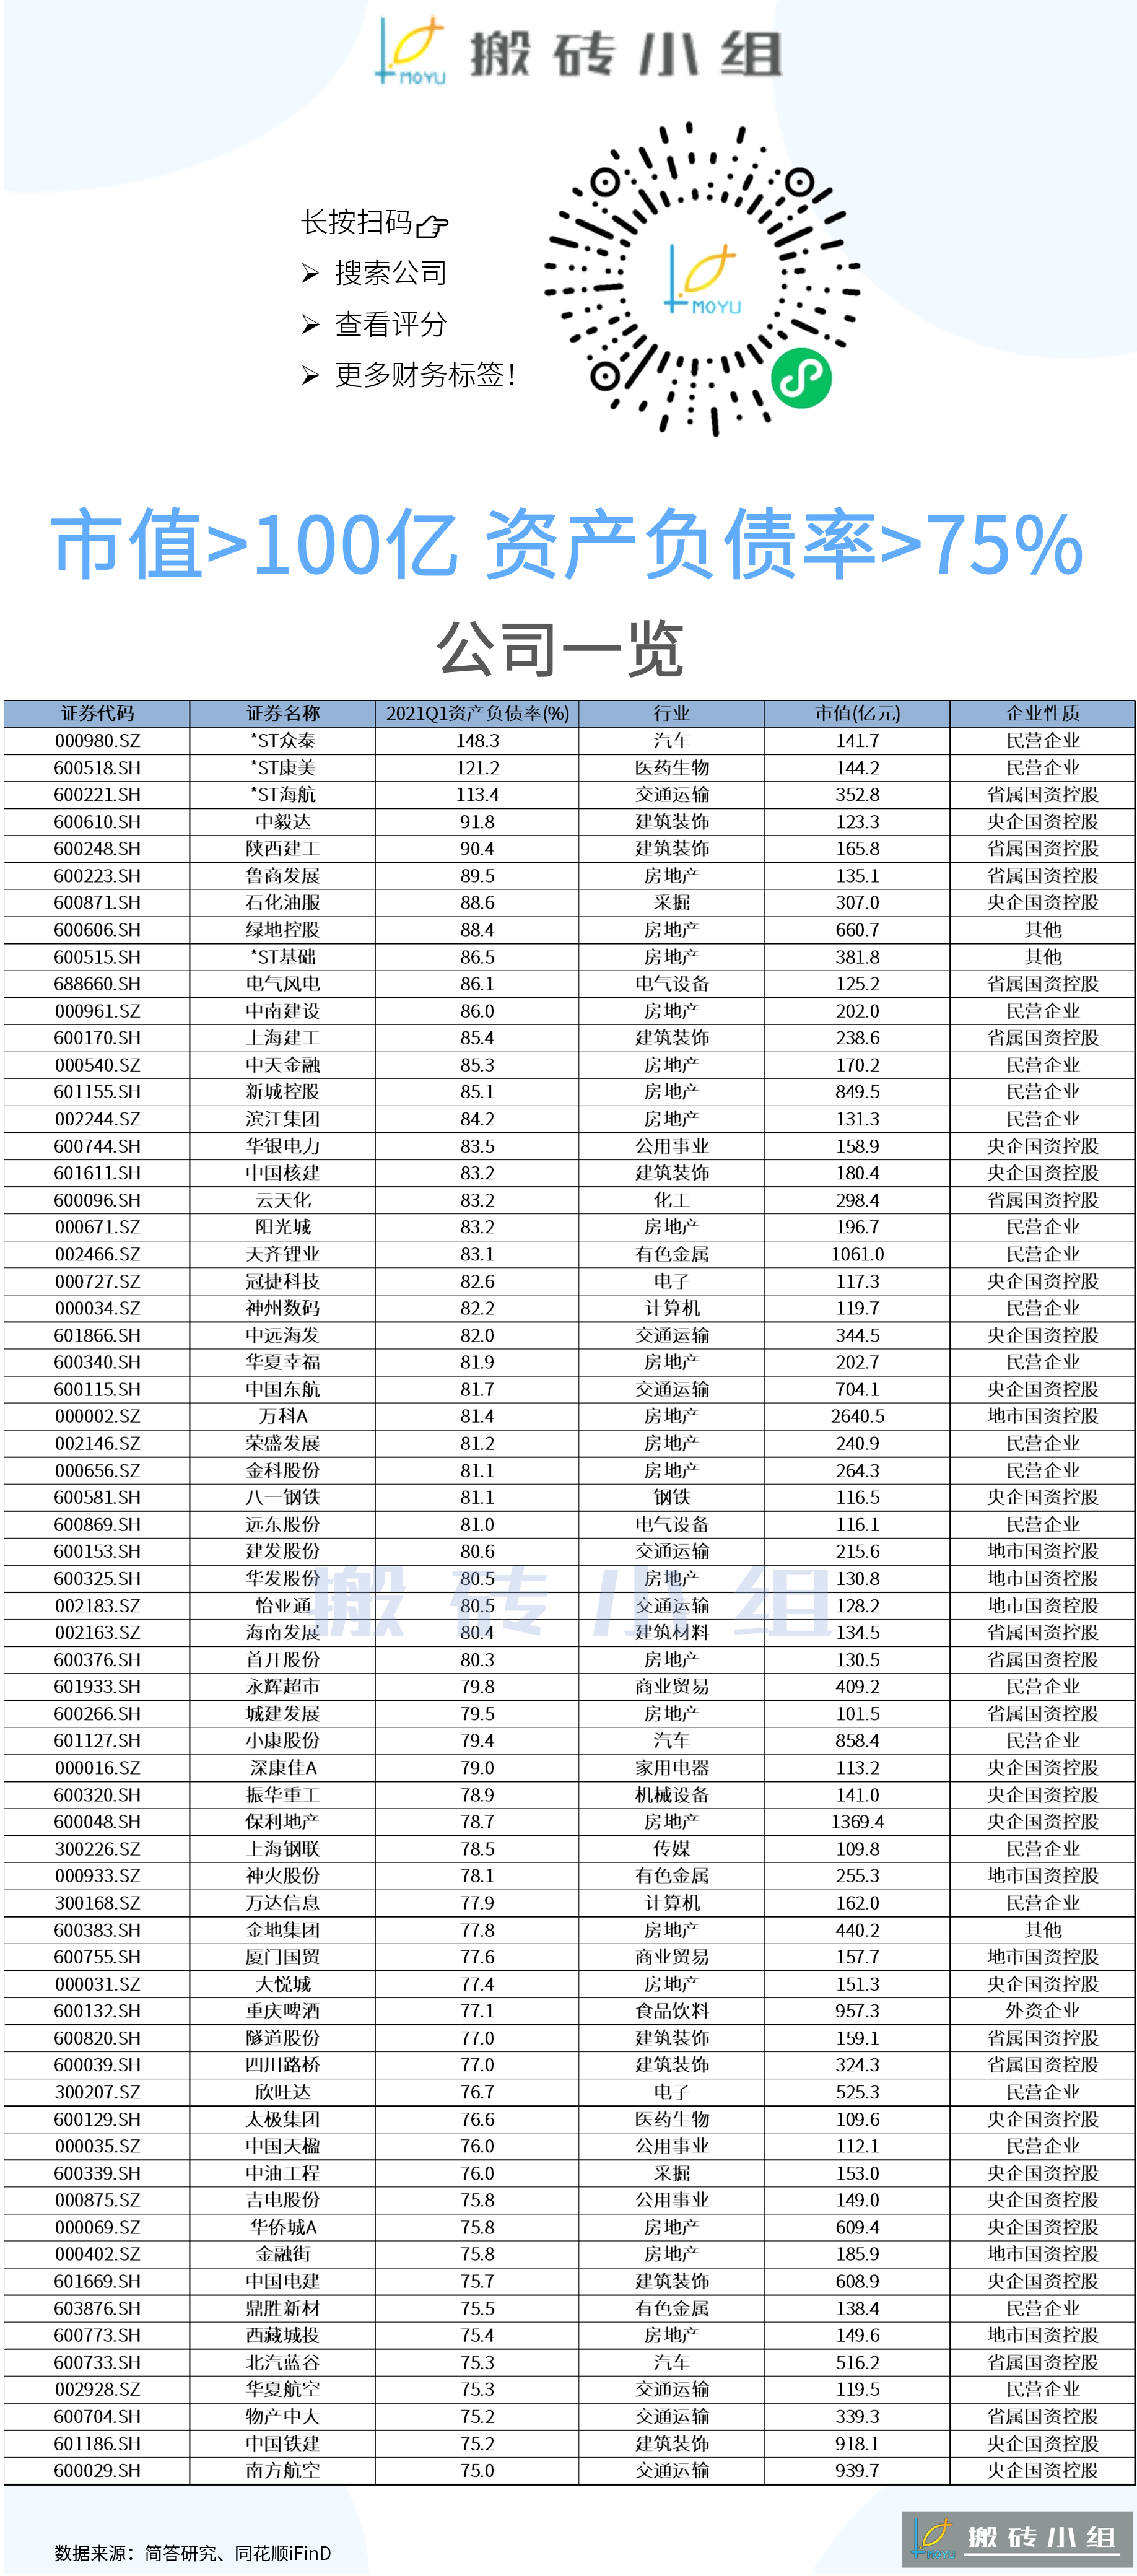 MOYU 搬砖小组
长按扫码
搜索公司
MOYU
查看评分
更多财务标签!
市值>100亿 资产负债率>75%
公司一览
证券代码 证券名称 2021Q1资产负债率(%) 行业 市值(亿元) 企业性质
000980.SZ *ST众泰 148.3 汽车 141.7 民营企业
600518.SH *ST康美 121.2 医药生物 144.2 民营企业
600221.SH *ST海航 113.4 交通运输 352.8 省属国资控股
600610.SH 中毅达 91.8 建筑装饰 123.3 央企国资控股
600248.SH 陕西建工 90.4 建筑装饰 165.8 省属国资控股
600223.SH 鲁商发展 89.5 房地产 135.1 省属国资控股
600871.SH 石化油服 88.6 采掘 307.0 央企国资控股
600606.SH 绿地控股 88.4 房地产 660.7 其他
600515.SH *ST基础 86.5 房地产 381.8 其他
688660.SH 电气风电 86.1 电气设备 125.2 省属国资控股
000961.SZ 中南建设 86.0 房地产 202.0 民营企业
600170.SH 上海建工 85.4 建筑装饰 238.6 省属国资控股
000540.SZ 中天金融 85.3 房地产 170.2 民营企业
601155.SH 新城控股 85.1 房地产 849.5 民营企业
002244.SZ 滨江集团 84.2 房地产 131.3 民营企业
600744.SH 华银电力 83.5 公用事业 158.9 央企国资控股
601611.SH 中国核建 83.2 建筑装饰 180.4 央企国资控股
600096.SH 云天化 83.2 化工 298.4 省属国资控股
000671.SZ 阳光城 83.2 房地产 196.7 民营企业
002466.SZ 天齐锂业 83.1 有色金属 1061.0 民营企业
000727.SZ 冠捷科技 82.6 电子 117.3 央企国资控股
000034.SZ 神州数码 82.2 计算机 119.7 民营企业
601866.SH 中远海发 82.0 交通运输 344.5 央企国资控股
600340.SH 华夏幸福 81.9 房地产 202.7 民营企业
600115.SH 中国东航 81.7 交通运输 704.1 央企国资控股
000002.SZ 万科A 81.4 房地产 2640.5 地市国资控股
002146.SZ 荣盛发展 81.2 房地产 240.9 民营企业
000656.SZ 金科股份 81.1 房地产 264.3 民营企业
600581.SH 八一钢铁 81.1 钢铁 116.5 央企国资控股
600869.SH 远东股份 81.0 电气设备 116.1 民营企业
600153.SH 建发股份 80.6 交通运输 215.6 地市国资控股
600325.SH 华发股份 80.5 房地产 130.8 地市国资控股
搬砖小组
002183.SZ 怡亚通 80.5 交通运输 128.2 地市国资控股
002163.SZ 海南发展 80.4 建筑材料 134.5 省属国资控股
600376.SH 首开股份 80.3 房地产 130.5 省属国资控股
601933.SH 永辉超市 79.8 商业贸易 409.2 民营企业
600266.SH 城建发展 79.5 房地产 101.5 省属国资控股
601127.SH 小康股份 79.4 汽车 858.4 民营企业
000016.SZ 深康佳A 79.0 家用电器 113.2 央企国资控股
600320.SH 振华重工 78.9 机械设备 141.0 央企国资控股
600048.SH 保利地产 78.7 房地产 1369.4 央企国资控股
300226.SZ 上海钢联 78.5 传媒 109.8 民营企业
000933.SZ 神火股份 78.1 有色金属 255.3 地市国资控股
300168.SZ 万达信息 77.9 计算机 162.0 民营企业
600383.SH 金地集团 77.8 房地产 440.2 其他
600755.SH 厦门国贸 77.6 商业贸易 157.7 地市国资控股
000031.SZ 大悦城 77.4 房地产 151.3 央企国资控股
600132.SH 重庆啤酒 77.1 食品饮料 957.3 外资企业
600820.SH 隧道股份 77.0 建筑装饰 159.1 省属国资控股
600039.SH 四川路桥 77.0 建筑装饰 324.3 省属国资控股
300207.SZ 欣旺达 76.7 电子 525.3 民营企业
600129.SH 太极集团 76.6 医药生物 109.6 央企国资控股
000035.SZ 中国天楹 76.0 公用事业 112.1 民营企业
600339.SH 中油工程 76.0 采掘 153.0 央企国资控股
000875.SZ 吉电股份 75.8 公用事业 149.0 央企国资控股
000069.SZ 华侨城A 75.8 房地产 609.4 央企国资控股
000402.SZ 金融街 75.8 房地产 185.9 地市国资控股
601669.SH 中国电建 75.7 建筑装饰 608.9 央企国资控股
603876.SH 鼎胜新材 75.5 有色金属 138.4 民营企业
600773.SH 西藏城投 75.4 房地产 149.6 地市国资控股
600733.SH 北汽蓝谷 75.3 汽车 516.2 省属国资控股
002928.SZ 华夏航空 75.3 交通运输 119.5 民营企业
600704.SH 物产中大 75.2 交通运输 339.3 省属国资控股
601186.SH 中国铁建 75.2 建筑装饰 918.1 央企国资控股
600029.SH 南方航空 75.0 交通运输 939.7 央企国资控股
数据来源：简答研究、同花顺iFinD
MOYU 搬砖小组